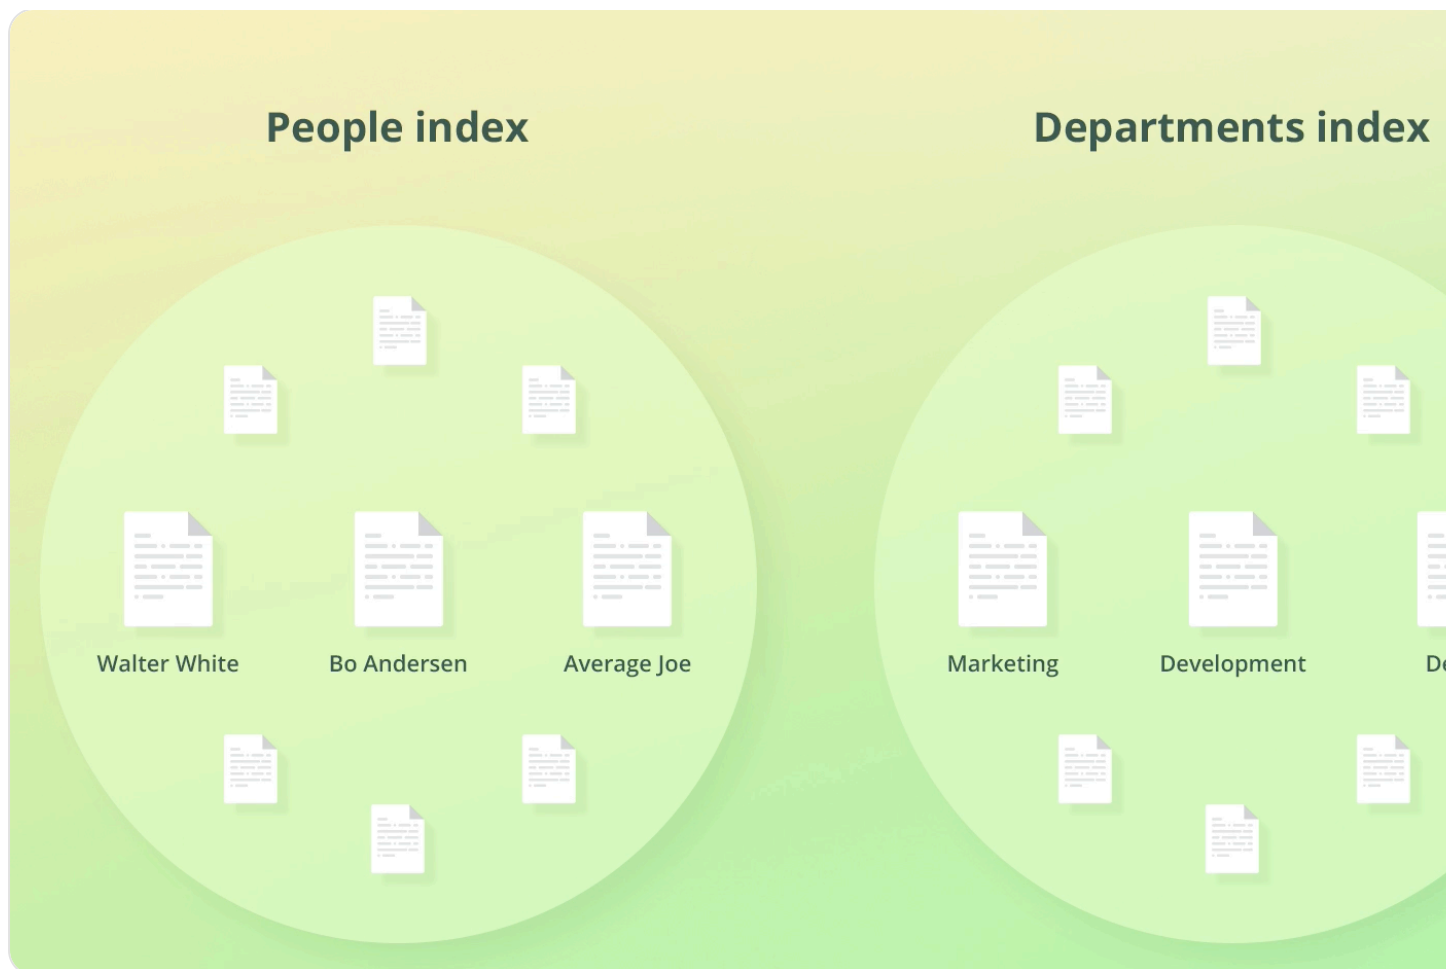 People index
Departments index
Walter White
Bo Andersen
Average Joe
Marketing
Development